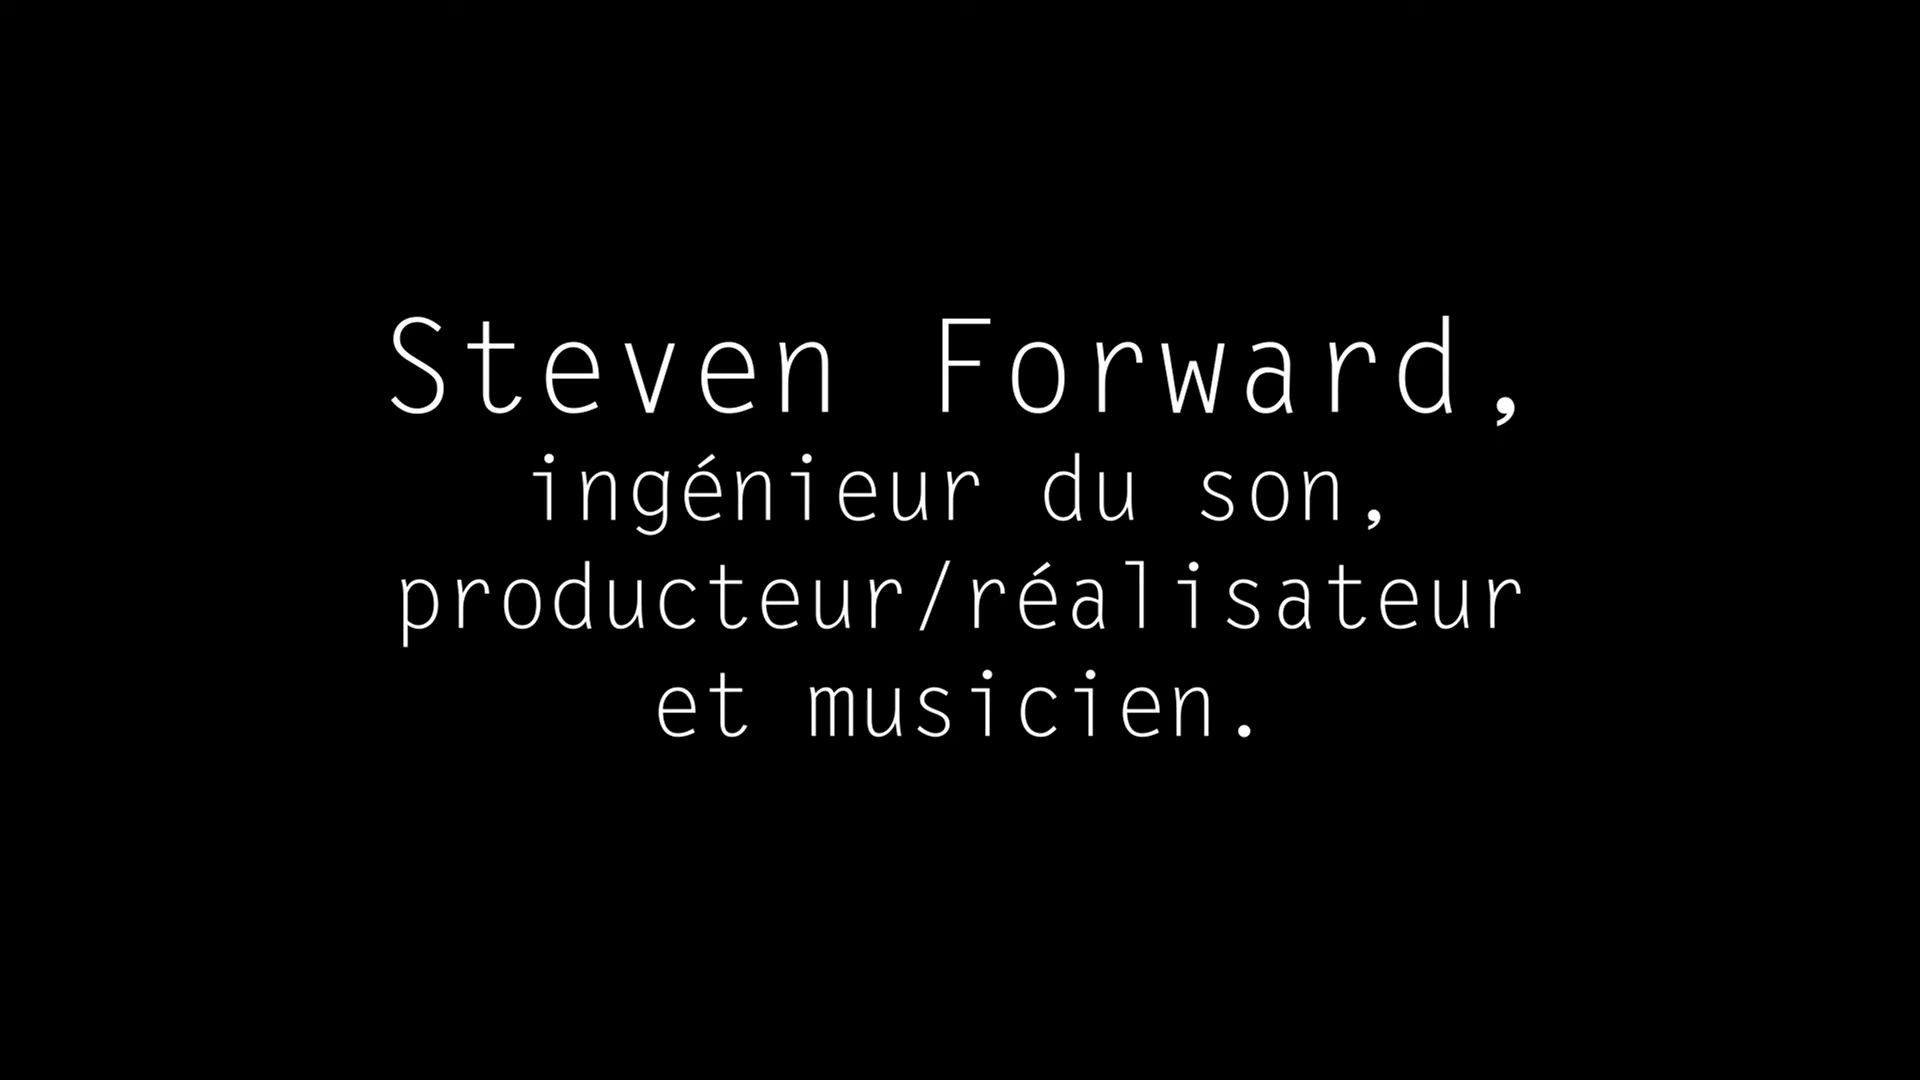 Steven Forward,
ingénieur du son,
producteur/réalisateur
et musicien.